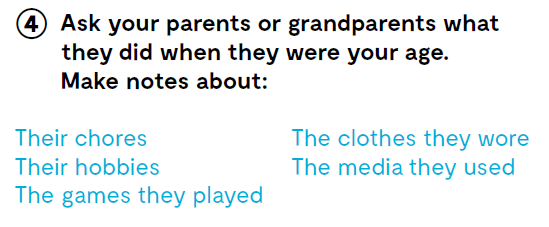 4 Ask your parents or grandparents what
they did when they were your age.
Make notes about:
Their chores
Their hobbies
The games they played
The clothes they wore
The media they used